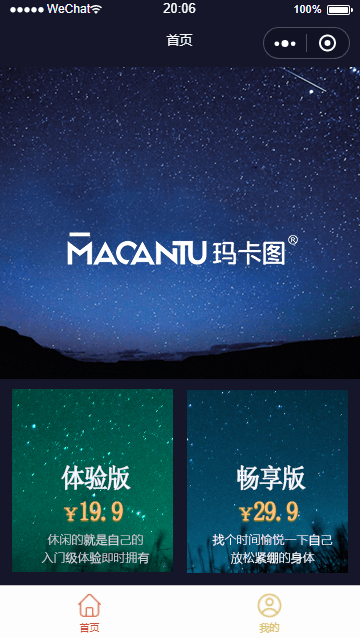 WeChat 20:06 100%
首页
MACANTU 玛卡图®
体验版
¥19.9
休闲的就是自己的
入门级体验即时拥有
畅享版
¥29.9
找个时间愉悦一下自己
放松紧绷的身体
首页 我的